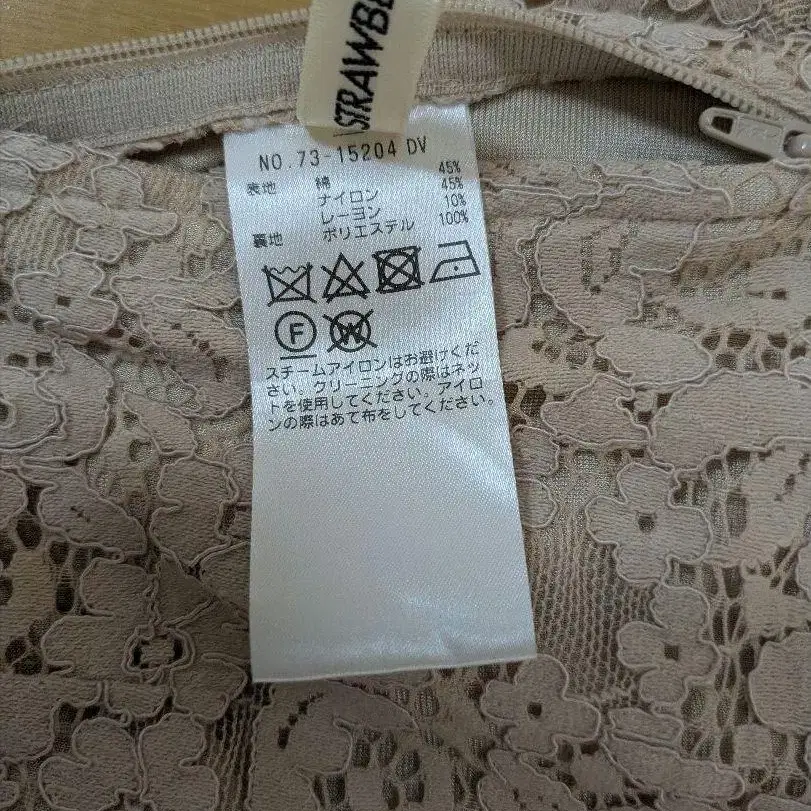 STRAWBE
NO.73-15204 DV
表地 綿 45%
ナイロン 45%
レーヨン 10%
裏地 ポリエステル 100%
F W
スチームアイロンはお避けくだ
さい。クリーニングの際はネッ
トを使用してください。アイロ
ンの際はあて布をしてください。